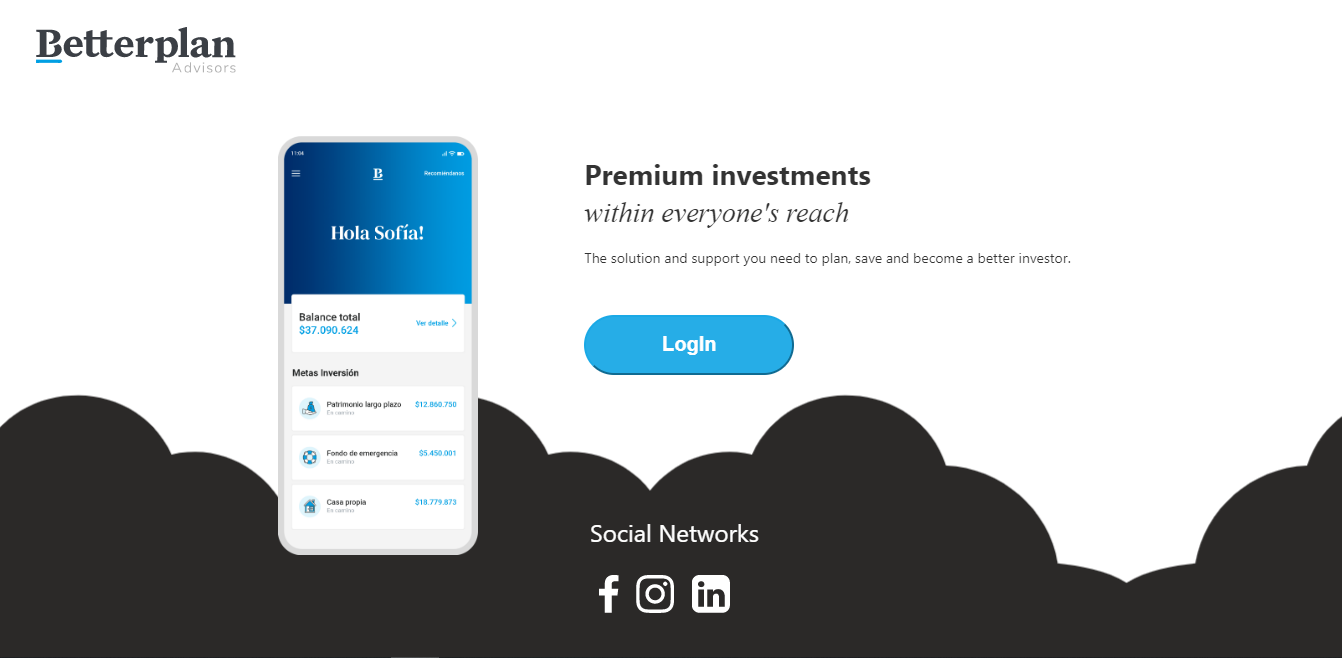 Betterplan
Advisors
11:04
B
Recomiéndanos
Hola Sofía!
Balance total
$37.090.624
Ver detalle
Metas Inversión
Patrimonio largo plazo $12.860.750
En camino
Fondo de emergencia $5.450.001
En camino
Casa propia $18.779.873
En camino
Premium investments
within everyone's reach
The solution and support you need to plan, save and become a better investor.
LogIn
Social Networks